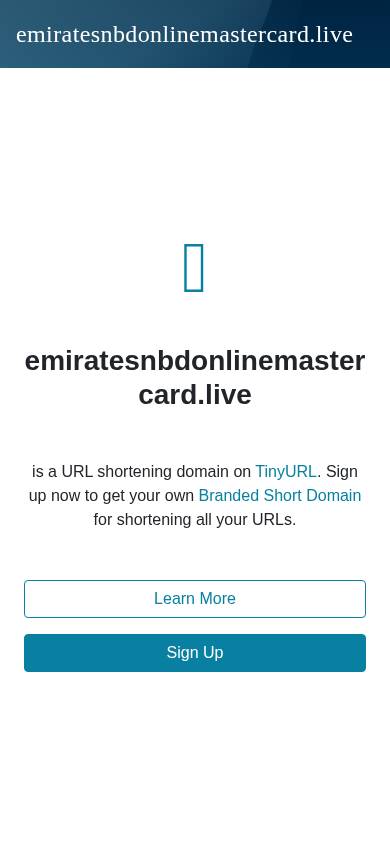 emiratesnbdonlinemastercard.live
emiratesnbdonlinemaster
card.live
is a URL shortening domain on TinyURL. Sign
up now to get your own Branded Short Domain
for shortening all your URLs.
Learn More
Sign Up